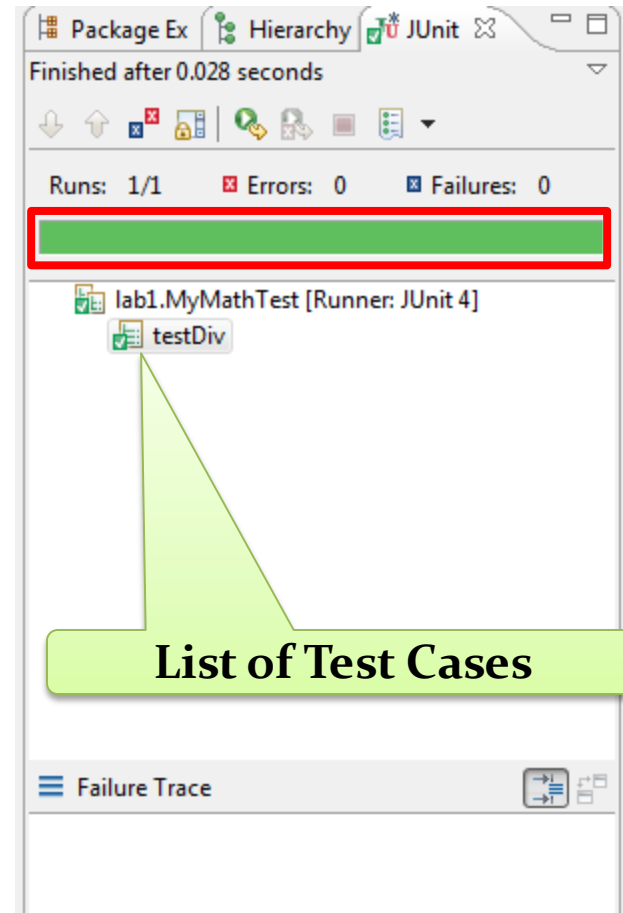 Package Ex Hierarchy JUnit
Finished after 0.028 seconds
Runs: 1/1 Errors: 0 Failures: 0
lab1.MyMathTest [Runner: JUnit 4]
testDiv
List of Test Cases
Failure Trace